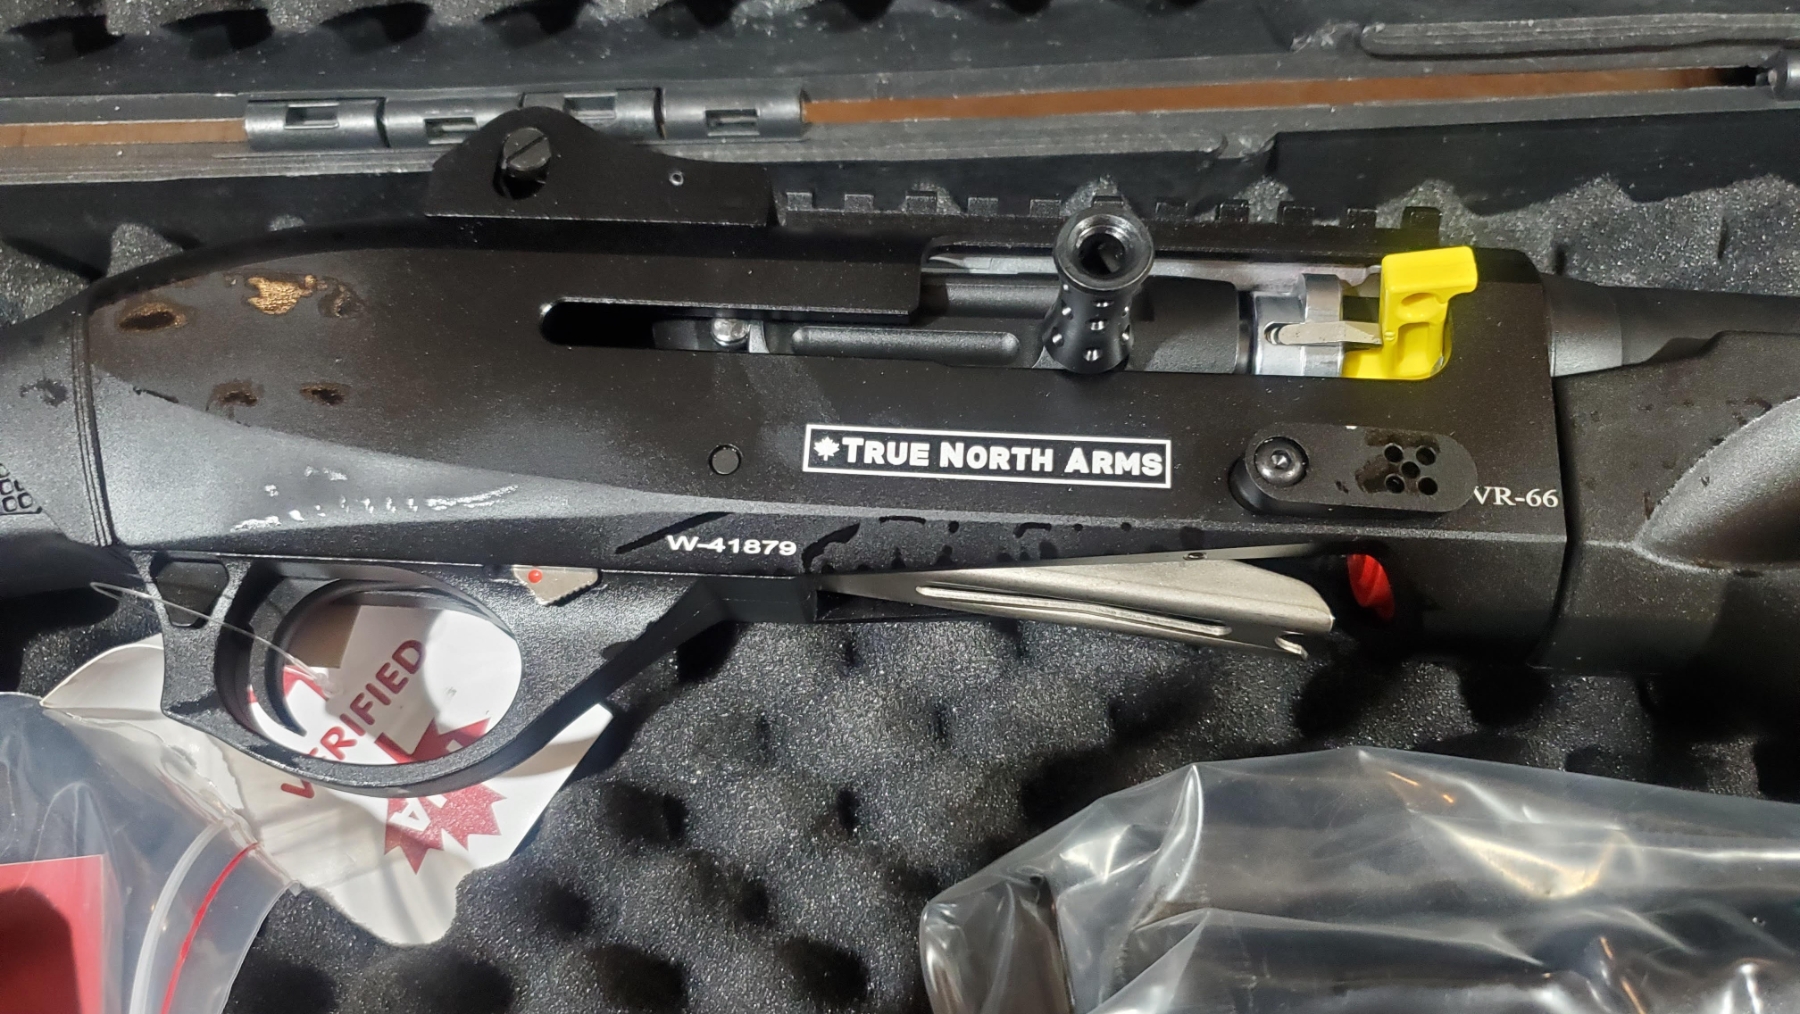 TRUE NORTH ARMS
VR-66
W-41879
VERIFIED